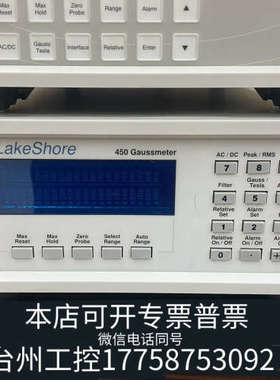 Max Reset
Max Hold
Zero Probe
Range
Alarm
AC/DC
Gauss/ Tesla
Interface
Relative
Enter
LakeShore
450 Gaussmeter
AC / DC
Peak / RMS
7
8
Filter
Gauss / Tesla
4
5
Relative Set
Alarm Set
1
2
Max Reset
Max Hold
Zero Probe
Select Range
Auto Range
Relative On / Off
Alarm On / Off
0
本店可开专票普票
微信电话同号
台州工控17758753092